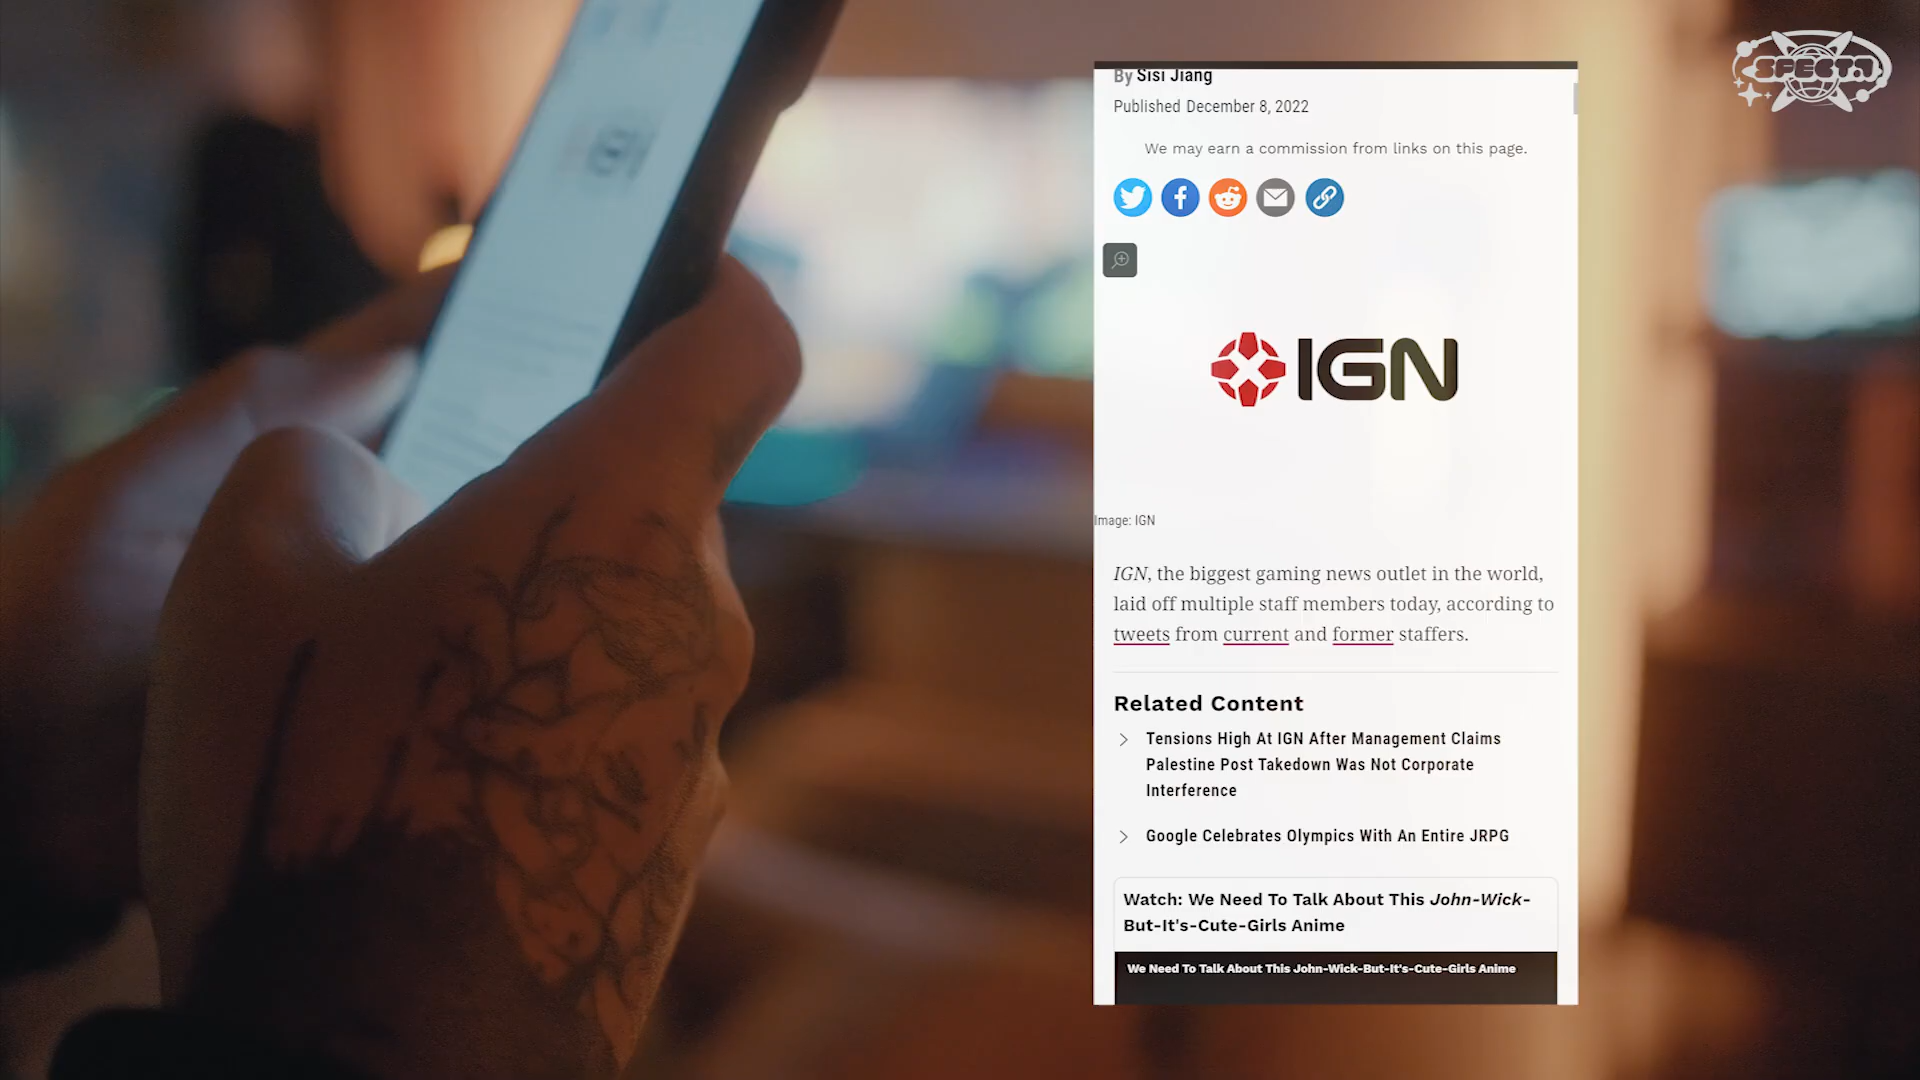 By Sisi Jiang
Published December 8, 2022
We may earn a commission from links on this page.
IGN
Image: IGN
IGN, the biggest gaming news outlet in the world,
laid off multiple staff members today, according to
tweets from current and former staffers.
Related Content
Tensions High At IGN After Management Claims
Palestine Post Takedown Was Not Corporate
Interference
Google Celebrates Olympics With An Entire JRPG
Watch: We Need To Talk About This John-Wick-
But-It's-Cute-Girls Anime
We Need To Talk About This John-Wick-But-It's-Cute-Girls Anime